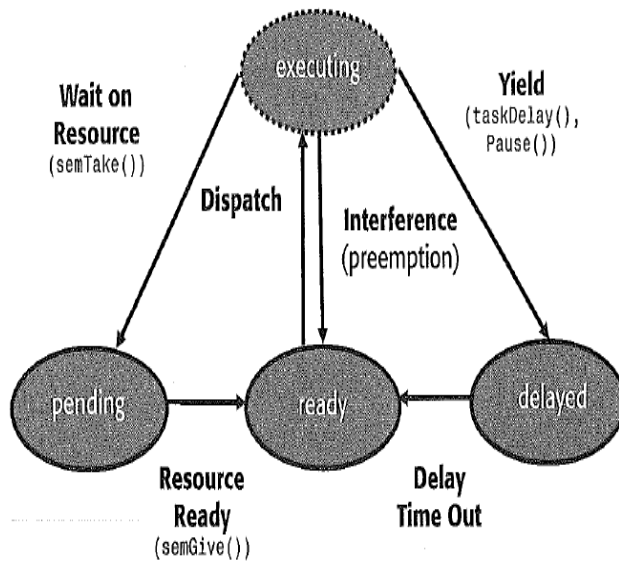 executing
Wait on
Resource
(semTake())
Yield
(taskDelay(),
Pause())
Dispatch
Interference
(preemption)
pending
ready
delayed
Resource
Ready
(semGive())
Delay
Time Out